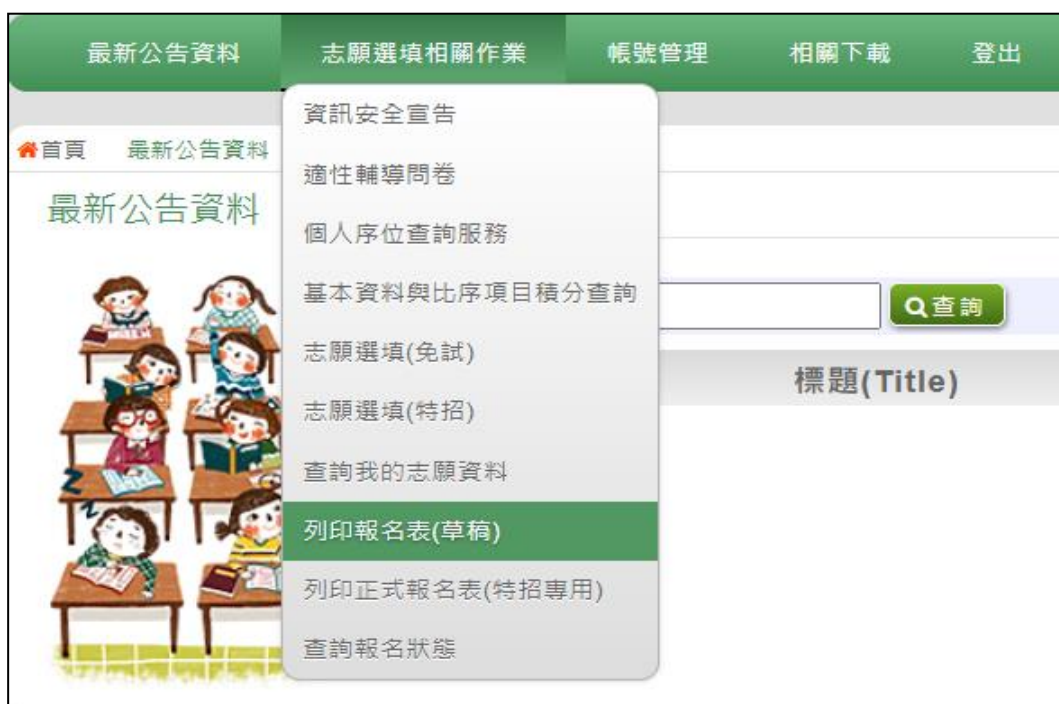 最新公告資料 志願選填相關作業 帳號管理 相關下載 登出
資訊安全宣告
首頁 最新公告資料
適性輔導問卷
最新公告資料
個人序位查詢服務
基本資料與比序項目積分查詢
查詢
志願選填(免試)
標題(Title)
志願選填(特招)
查詢我的志願資料
列印報名表(草稿)
列印正式報名表(特招專用)
查詢報名狀態